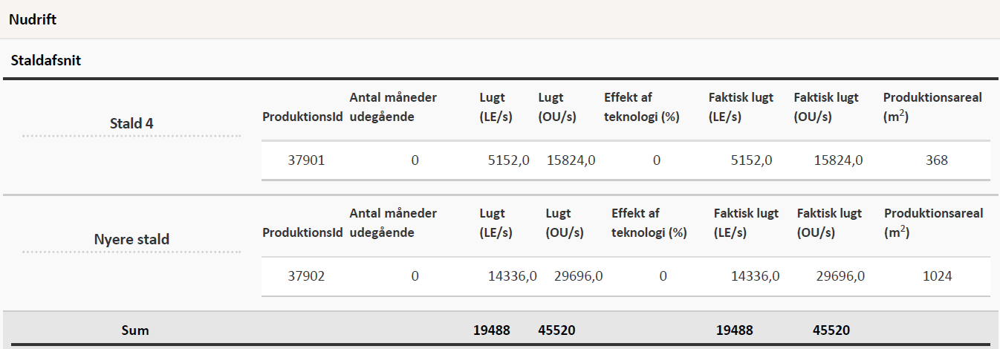 Nudrift
Staldafsnit
Stald 4
ProduktionsId Antal måneder udegående Lugt (LE/s) Lugt (OU/s) Effekt af teknologi (%) Faktisk lugt (LE/s) Faktisk lugt (OU/s) Produktionsareal (m²)
37901 0 5152,0 15824,0 0 5152,0 15824,0 368
Nyere stald
ProduktionsId Antal måneder udegående Lugt (LE/s) Lugt (OU/s) Effekt af teknologi (%) Faktisk lugt (LE/s) Faktisk lugt (OU/s) Produktionsareal (m²)
37902 0 14336,0 29696,0 0 14336,0 29696,0 1024
Sum 19488 45520 19488 45520